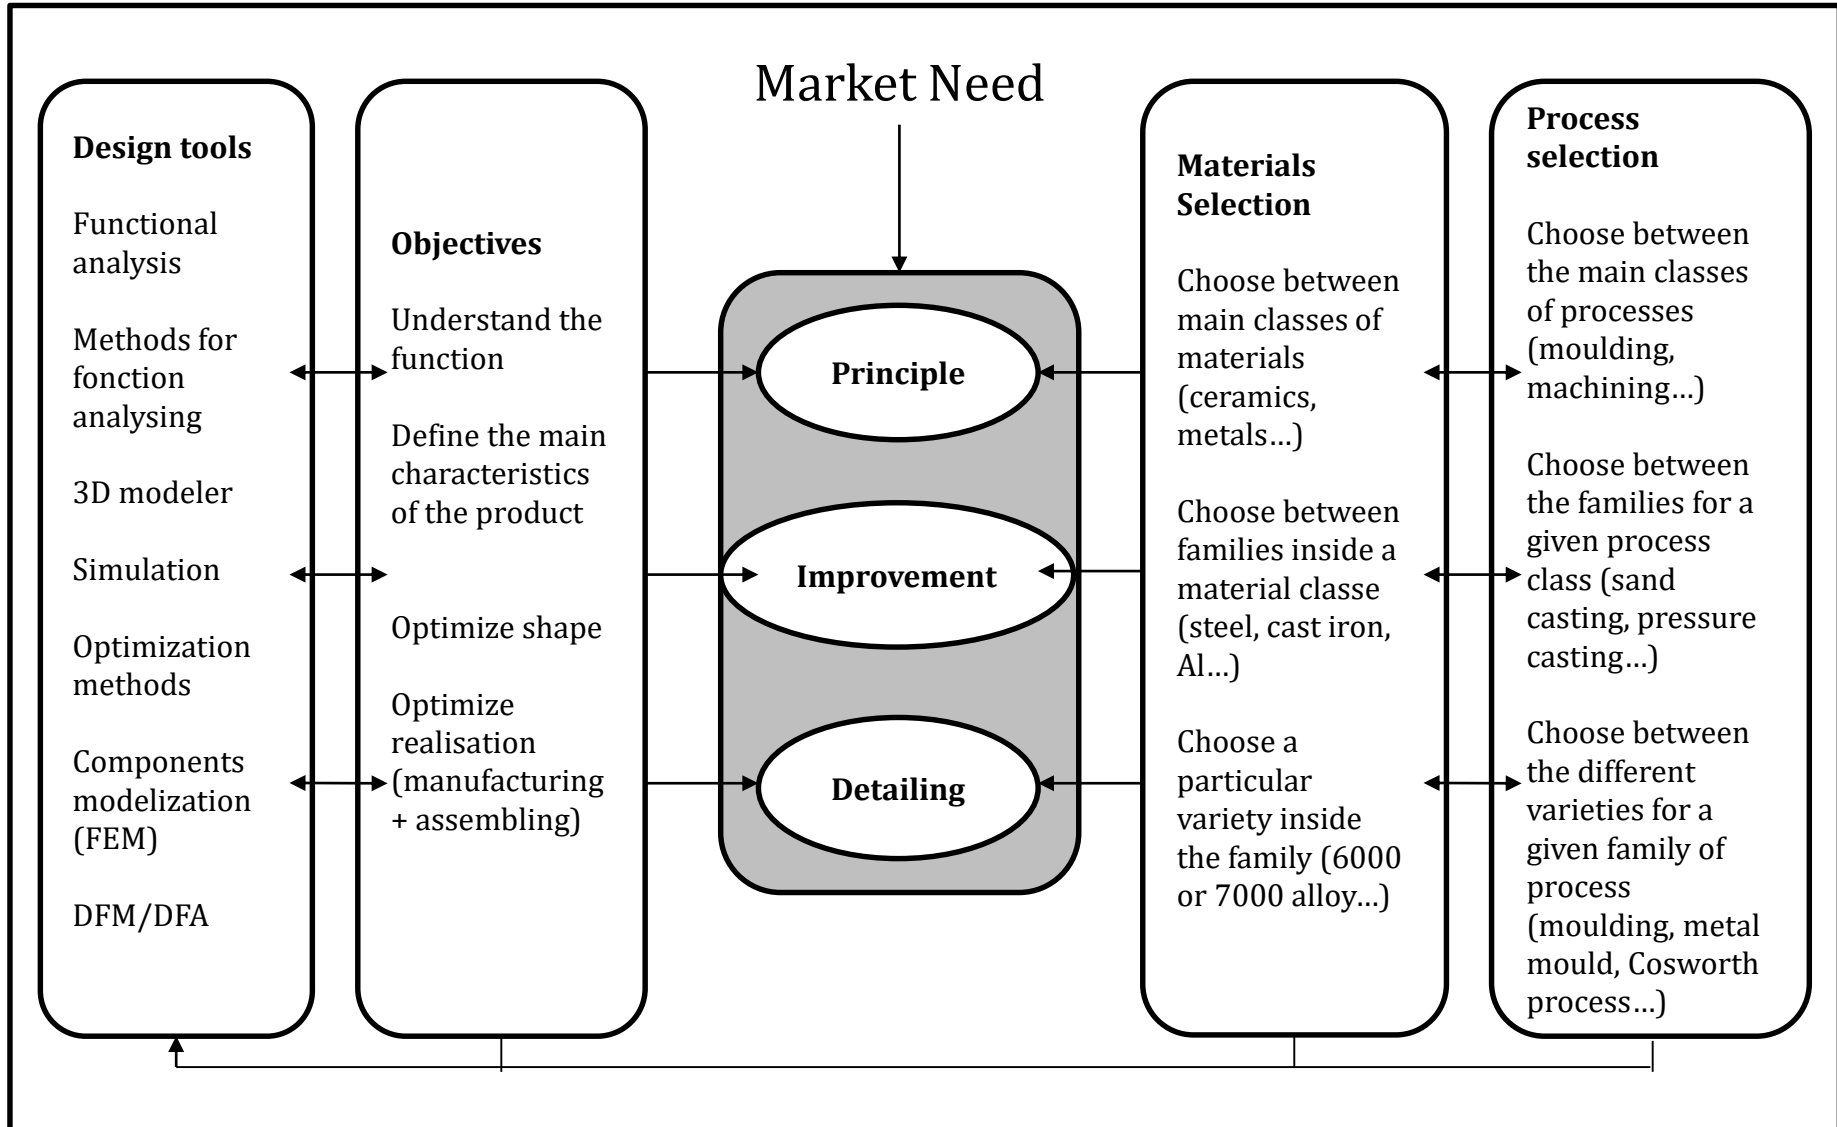 Market Need
Design tools
Functional
analysis
Methods for
fonction
analysing
3D modeler
Simulation
Optimization
methods
Components
modelization
(FEM)
DFM/DFA
Objectives
Understand the
function
Define the main
characteristics
of the product
Optimize shape
Optimize
realisation
(manufacturing
+ assembling)
Principle
Improvement
Detailing
Materials
Selection
Choose between
main classes of
materials
(ceramics,
metals…)
Choose between
families inside a
material classe
(steel, cast iron,
Al…)
Choose a
particular
variety inside
the family (6000
or 7000 alloy…)
Process
selection
Choose between
the main classes
of processes
(moulding,
machining…)
Choose between
the families for a
given process
class (sand
casting, pressure
casting…)
Choose between
the different
varieties for a
given family of
process
(moulding, metal
mould, Cosworth
process…)